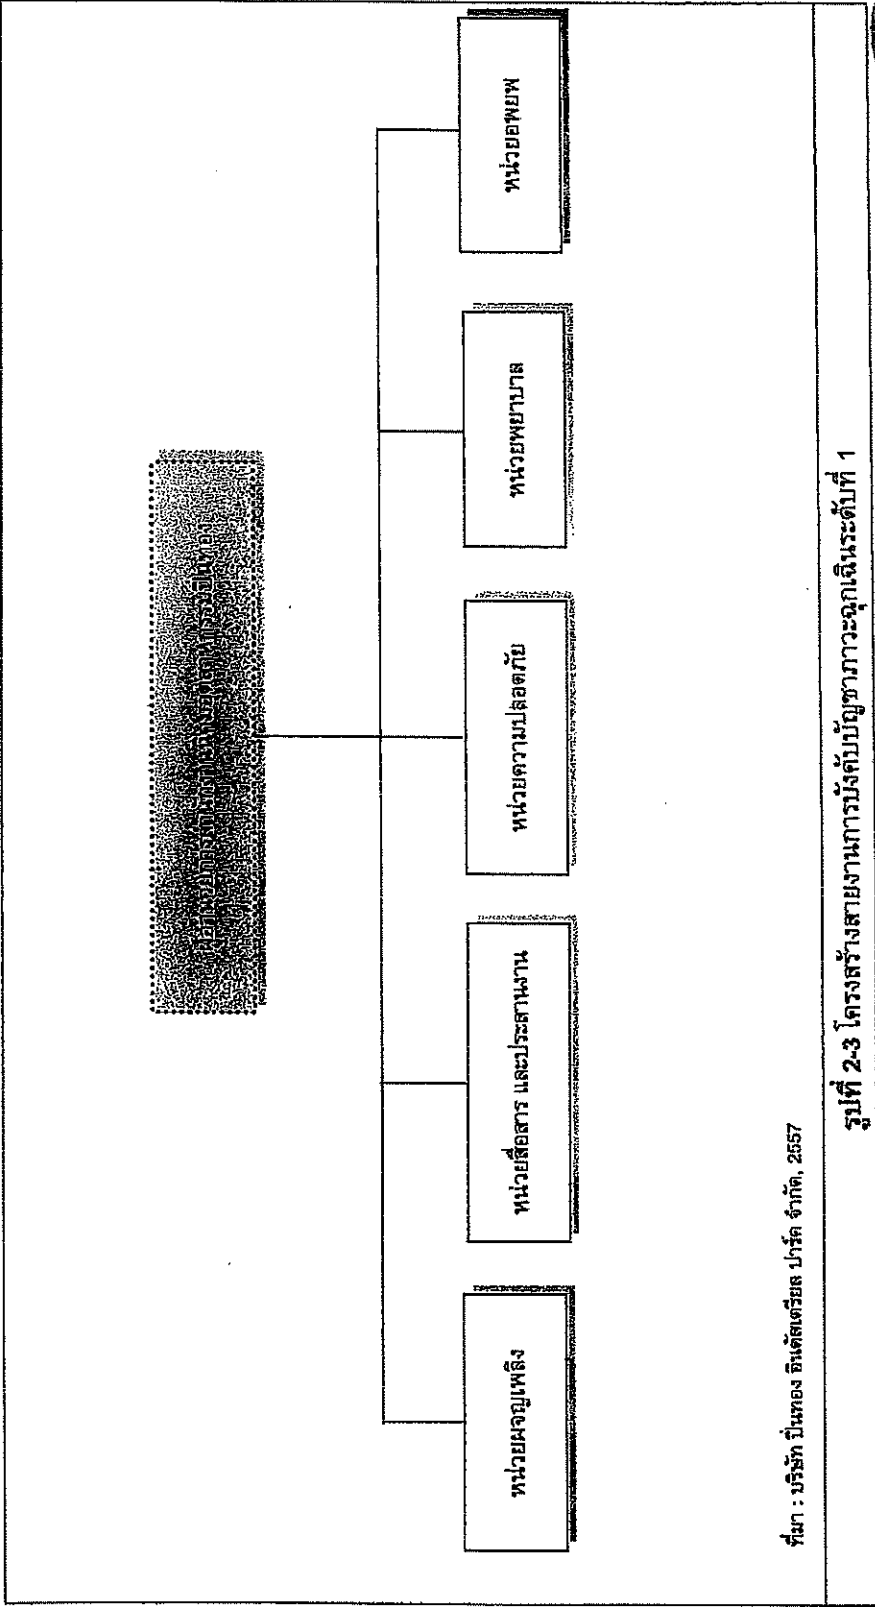 หน่วยผจญเพลิง
หน่วยสื่อสาร และประสานงาน
หน่วยความปลอดภัย
หน่วยพยาบาล
หน่วยอพยพ
ที่มา : บริษัท ปิ่นทอง อินดัสเตรียล ปาร์ค จำกัด, 2557
รูปที่ 2-3 โครงสร้างสายงานการบังคับบัญชาภาวะฉุกเฉินระดับที่ 1